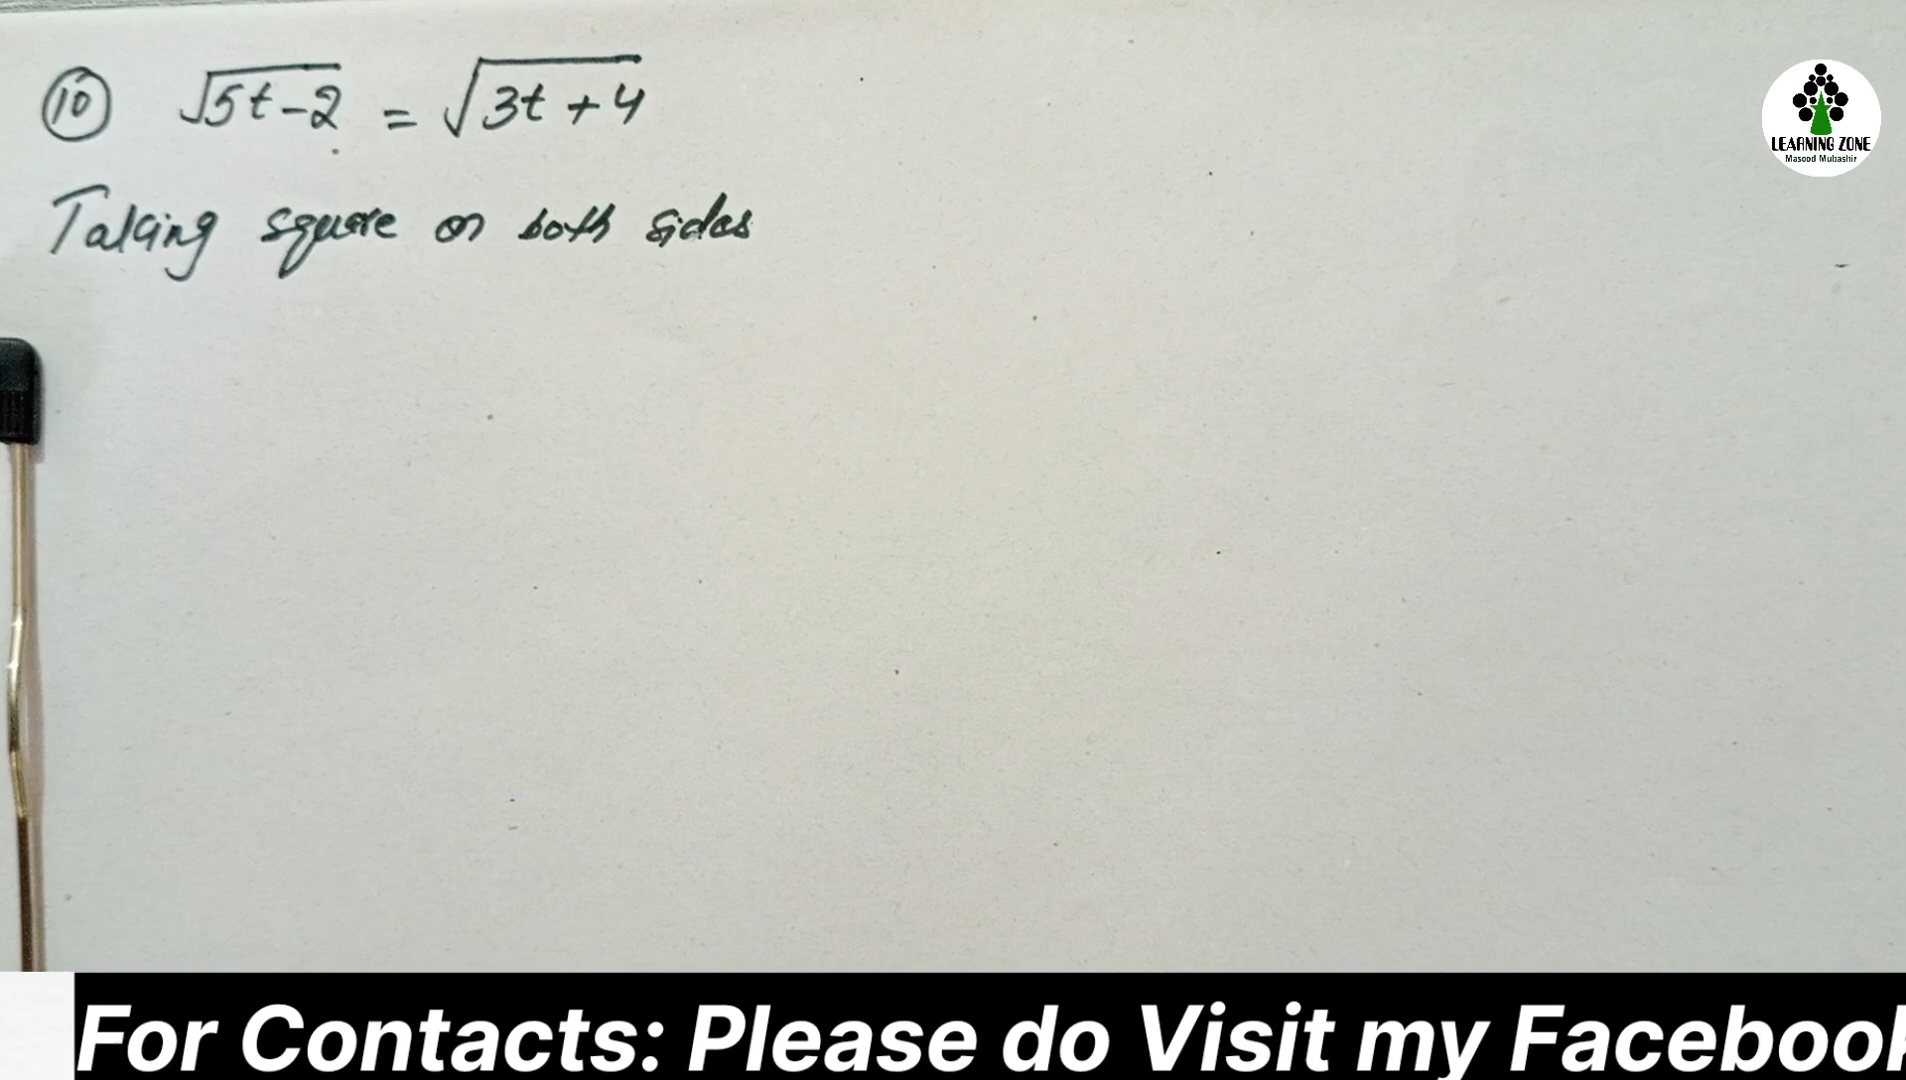 ⑩ √5t-2 = √3t+4
Taking square on both sides
LEARNING ZONE
Masood Mubashir
For Contacts: Please do Visit my Facebook